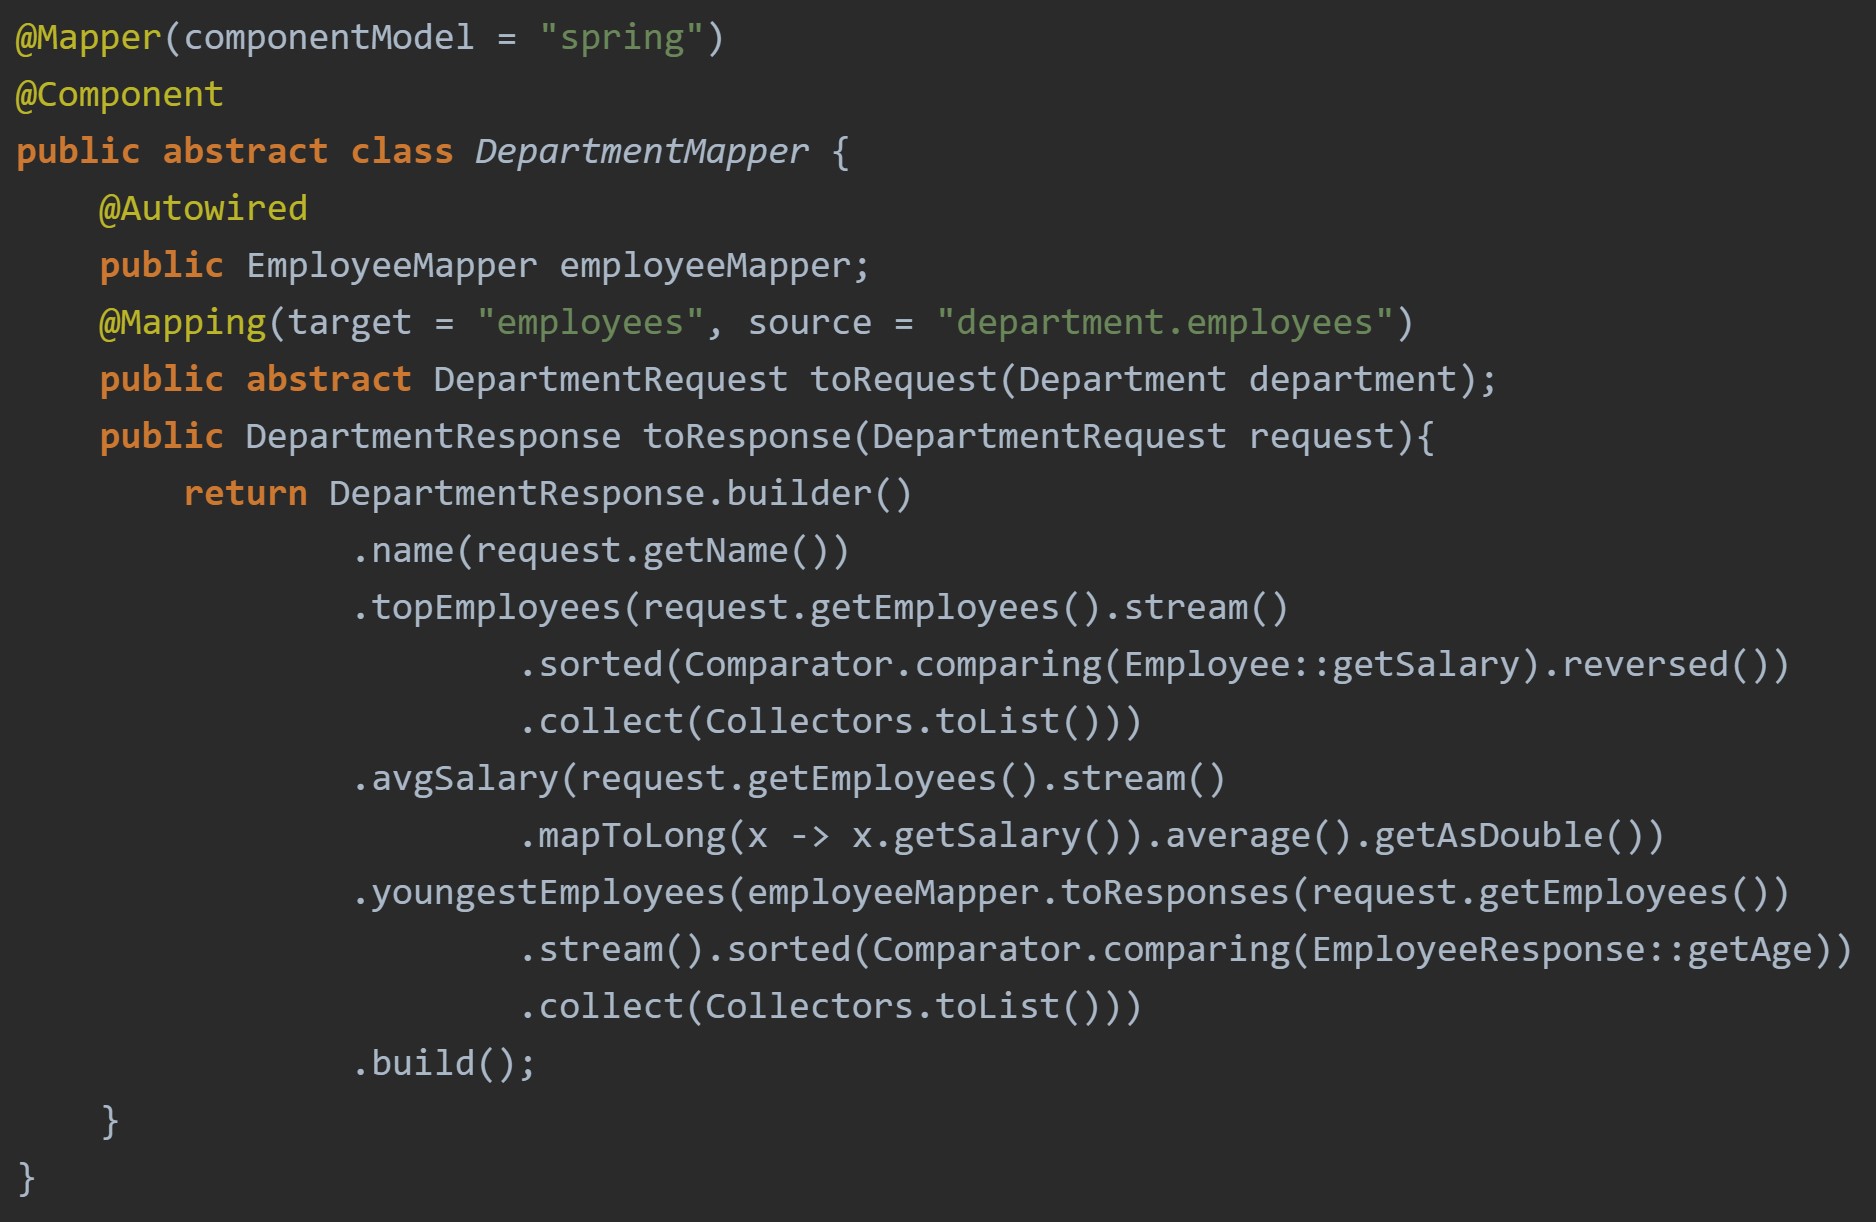 @Mapper(componentModel = "spring")
@Component
public abstract class DepartmentMapper {
    @Autowired
    public EmployeeMapper employeeMapper;
    @Mapping(target = "employees", source = "department.employees")
    public abstract DepartmentRequest toRequest(Department department);
    public DepartmentResponse toResponse(DepartmentRequest request){
        return DepartmentResponse.builder()
                .name(request.getName())
                .topEmployees(request.getEmployees().stream()
                        .sorted(Comparator.comparing(Employee::getSalary).reversed())
                        .collect(Collectors.toList()))
                .avgSalary(request.getEmployees().stream()
                        .mapToLong(x -> x.getSalary()).average().getAsDouble())
                .youngestEmployees(employeeMapper.toResponses(request.getEmployees())
                        .stream().sorted(Comparator.comparing(EmployeeResponse::getAge))
                        .collect(Collectors.toList()))
                .build();
    }
}